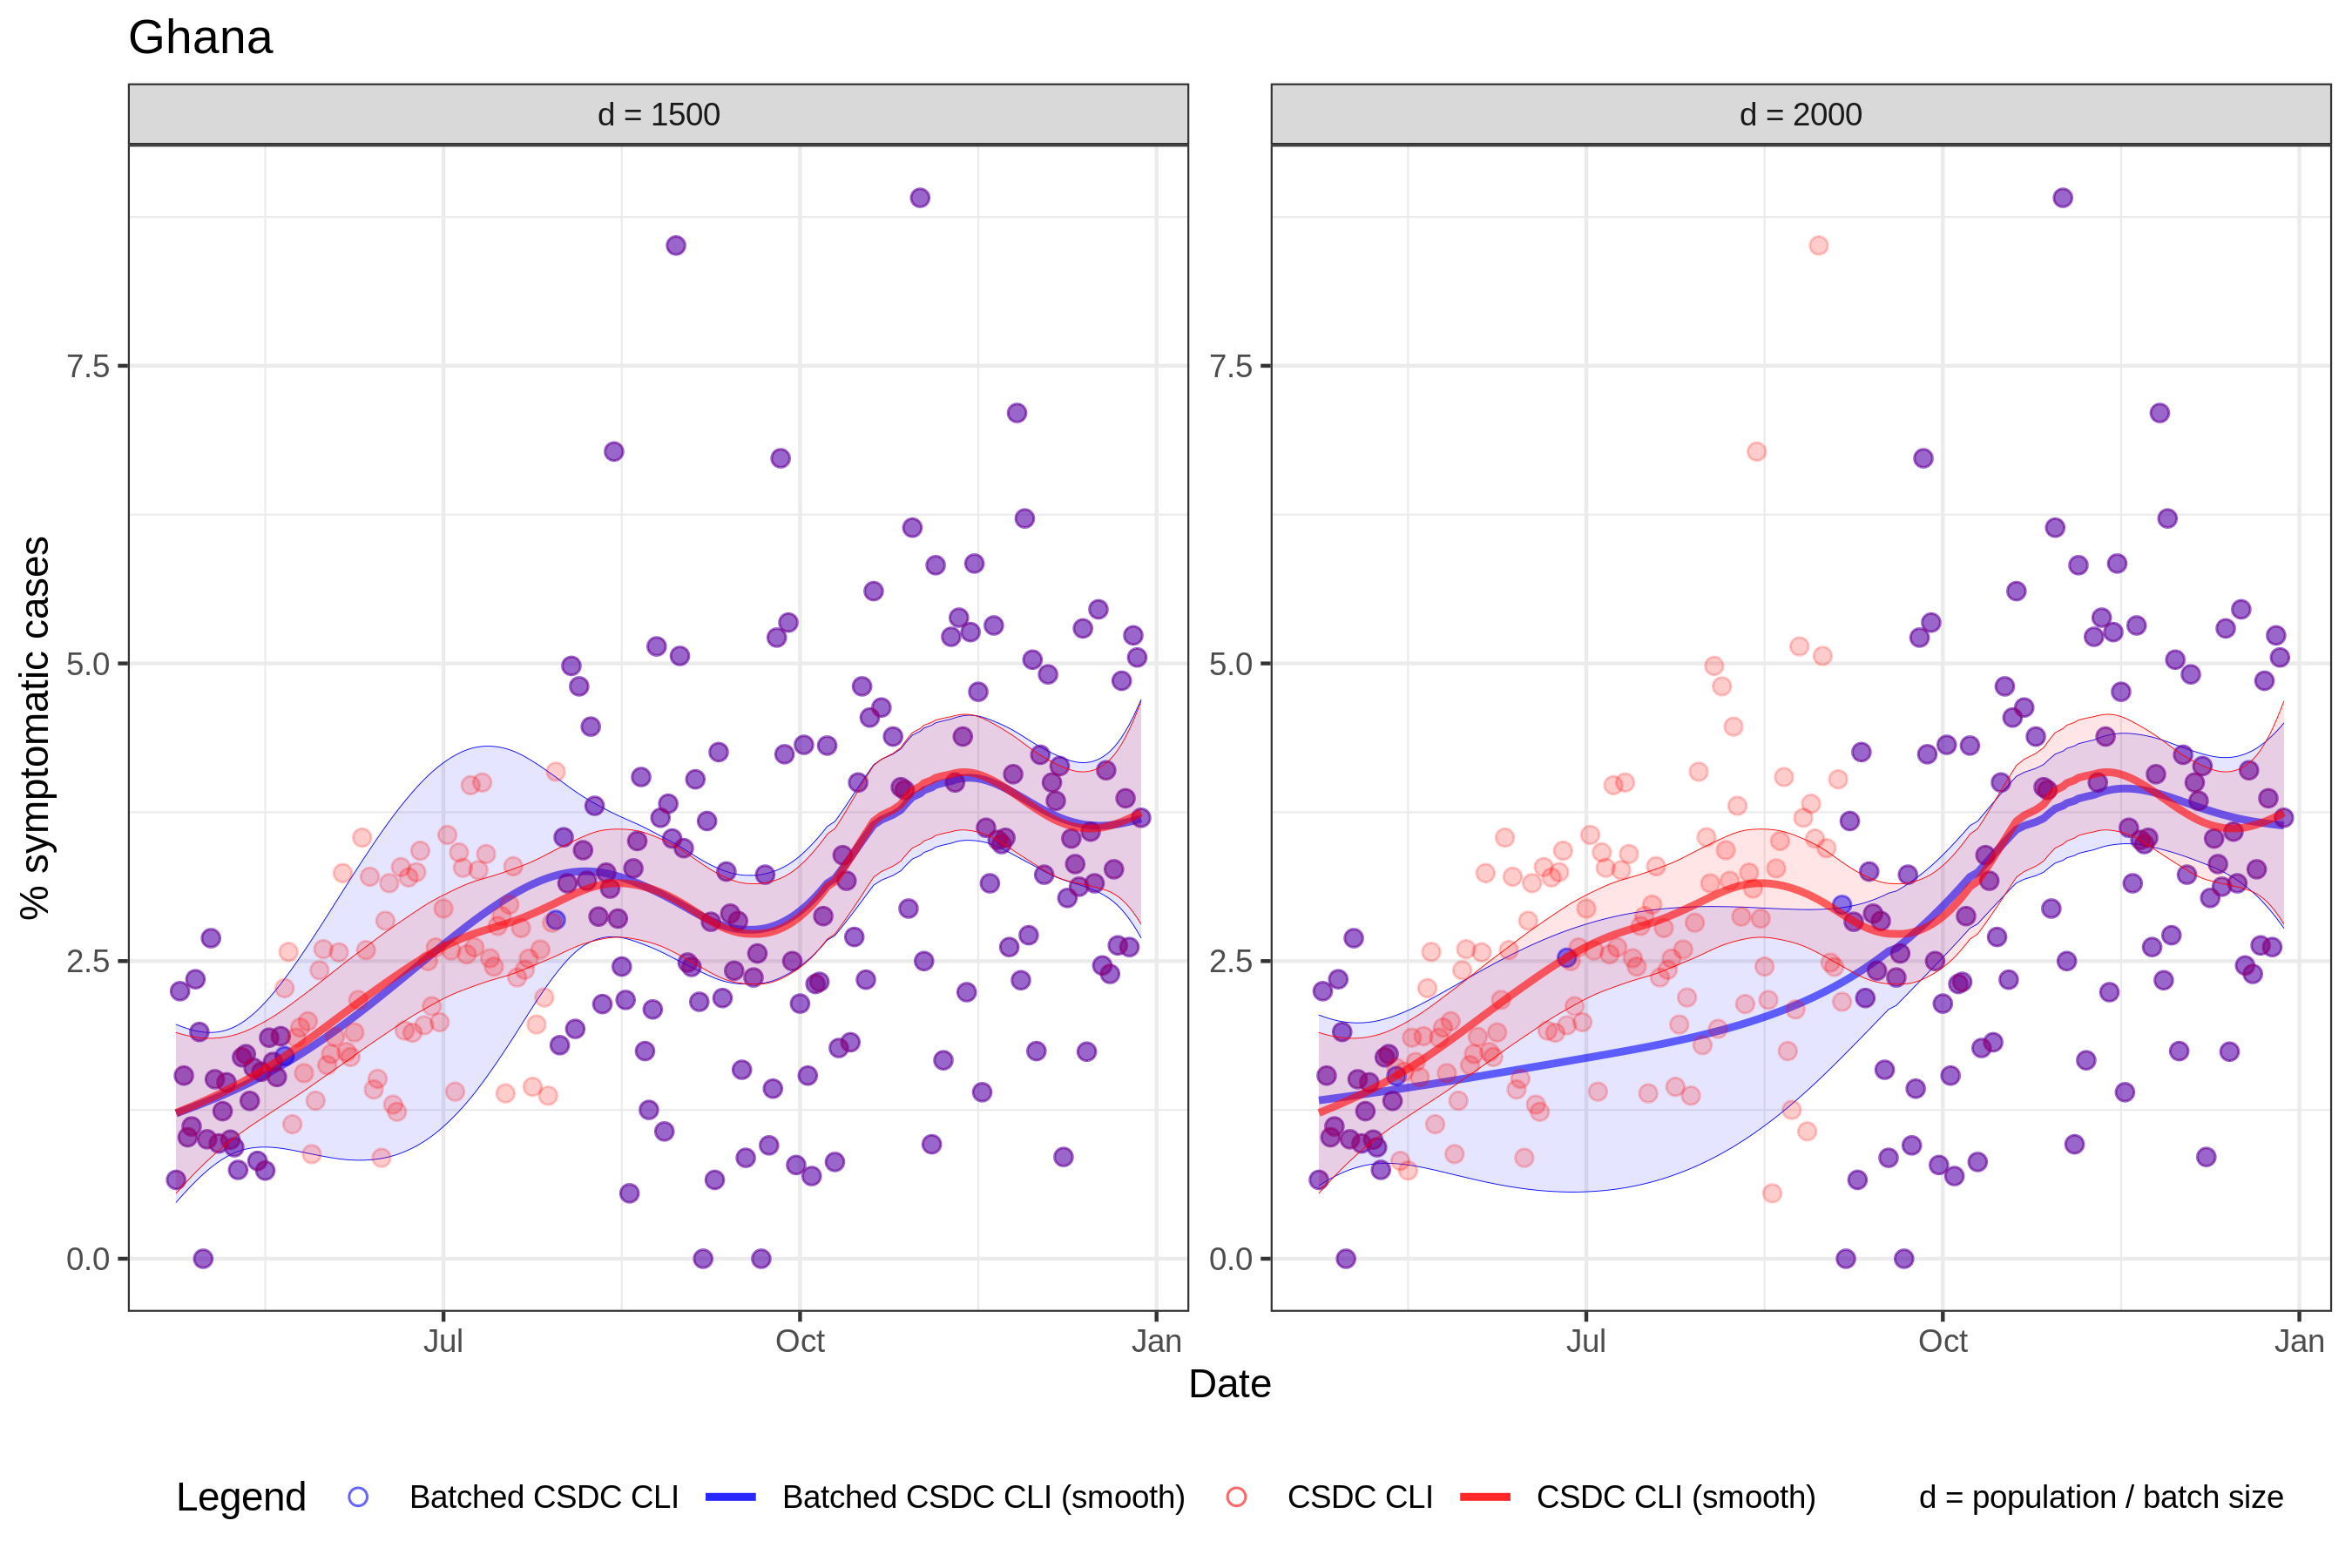 Ghana
d = 1500
d = 2000
% symptomatic cases
7.5
5.0
2.5
0.0
7.5
5.0
2.5
0.0
Jul Oct Jan
Jul Oct Jan
Date
Legend Batched CSDC CLI Batched CSDC CLI (smooth) CSDC CLI CSDC CLI (smooth) d = population / batch size